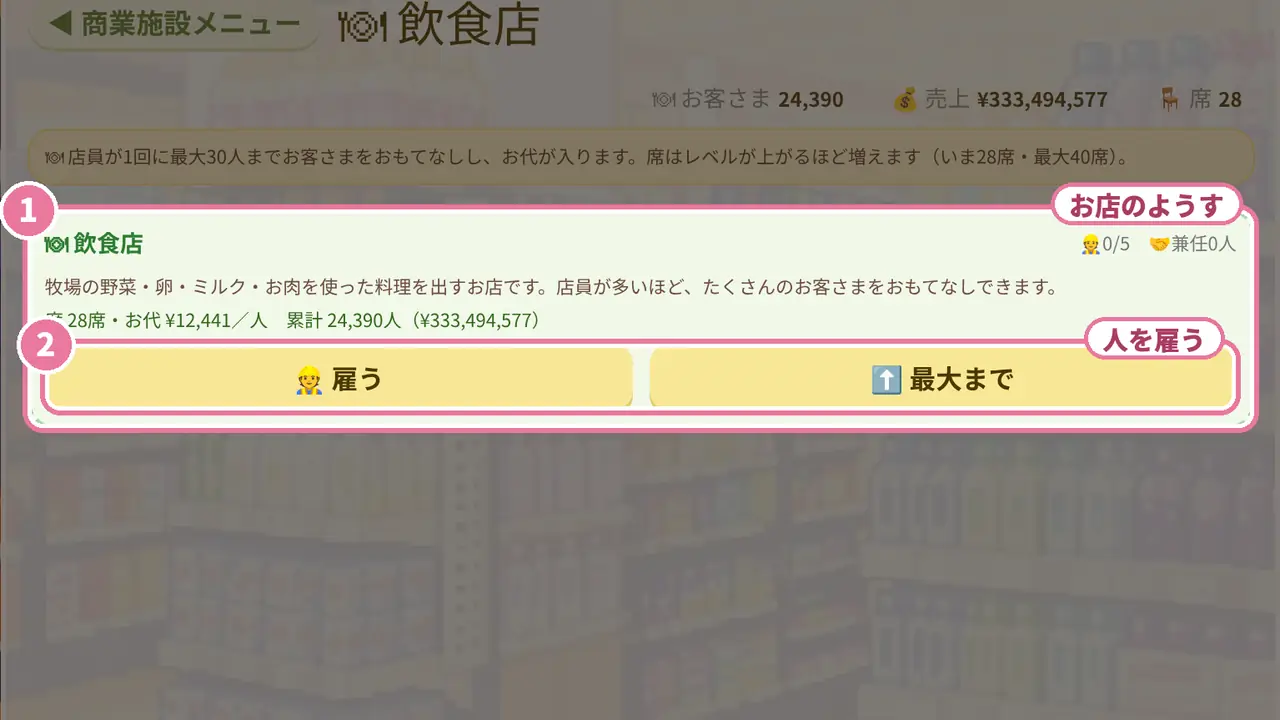 ◀ 商業施設メニュー
🍽 飲食店
🍽 お客さま 24,390 💰 売上 ¥333,494,577 🪑 席 28
🍽 店員が1回に最大30人までお客さまをおもてなしし、お代が入ります。席はレベルが上がるほど増えます（いま28席・最大40席）。
1
お店のようす
🍽 飲食店
👷0/5 🤝兼任0人
牧場の野菜・卵・ミルク・お肉を使った料理を出すお店です。店員が多いほど、たくさんのお客さまをおもてなしできます。
席 28席・お代 ¥12,441／人 累計 24,390人（¥333,494,577）
2
人を雇う
👷 雇う
⬆️ 最大まで